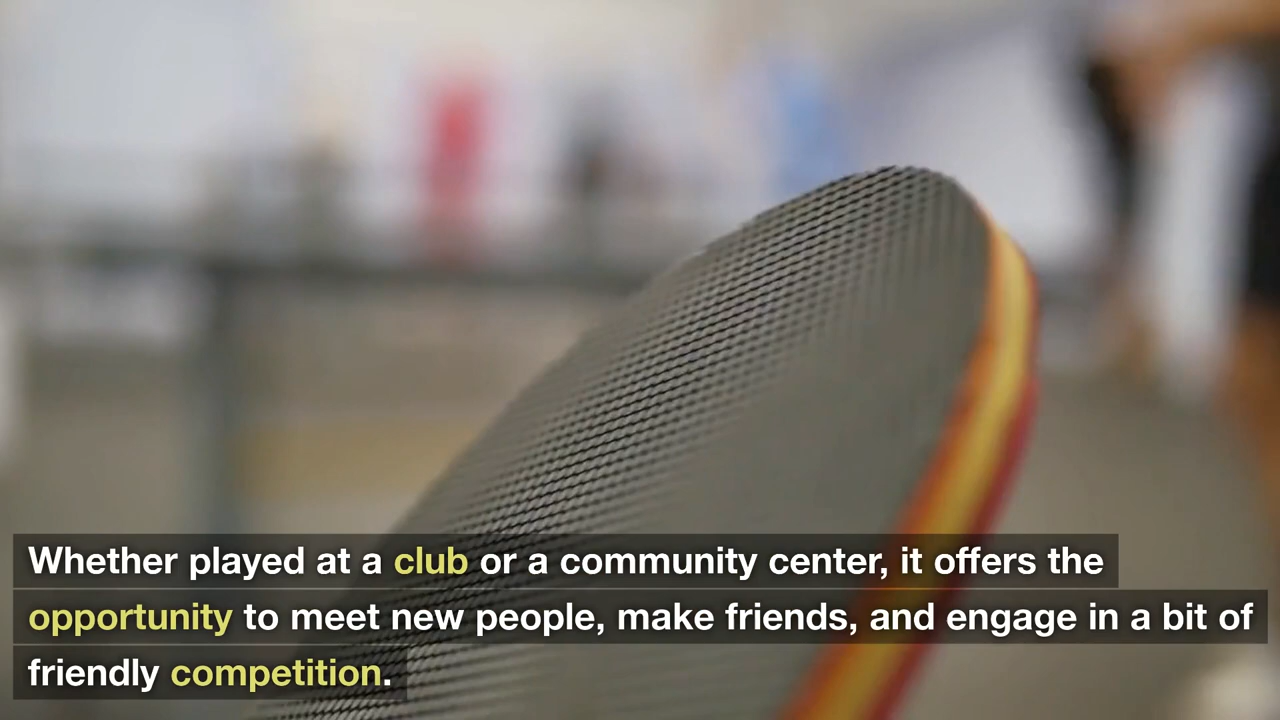 Whether played at a club or a community center, it offers the
opportunity to meet new people, make friends, and engage in a bit of
friendly competition.